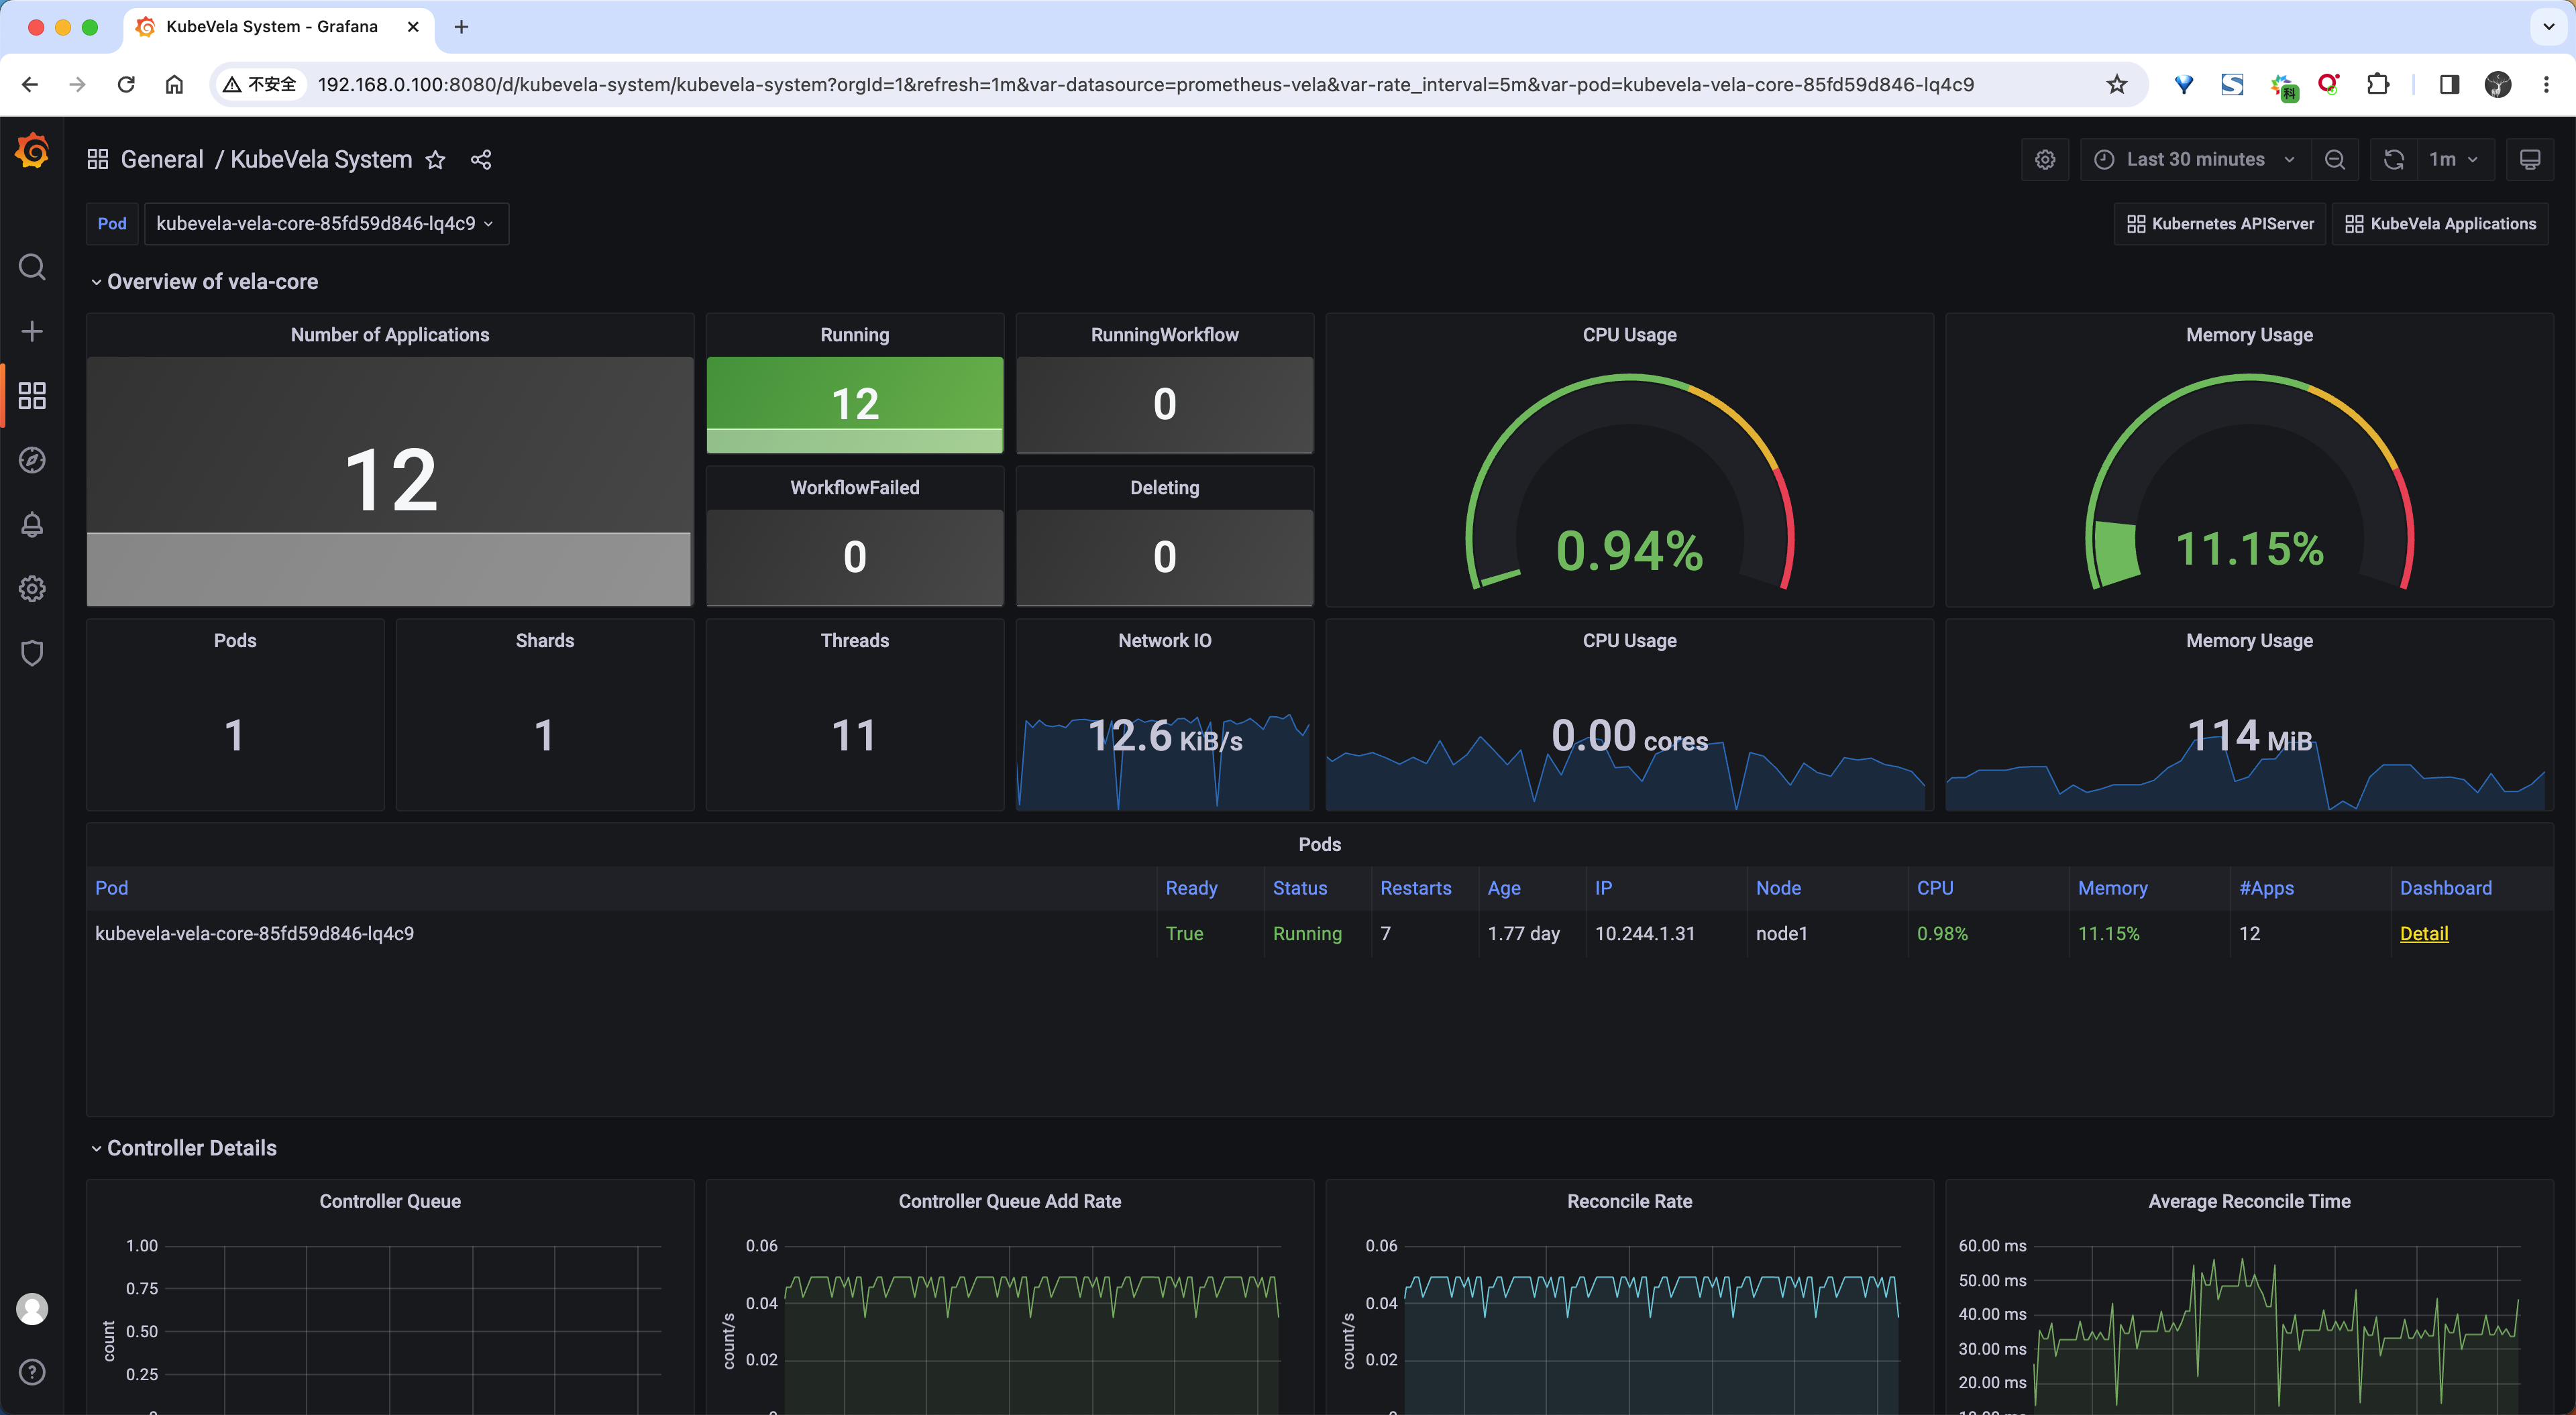 KubeVela System - Grafana
不安全
192.168.0.100:8080/d/kubevela-system/kubevela-system?orgId=1&refresh=1m&var-datasource=prometheus-vela&var-rate_interval=5m&var-pod=kubevela-vela-core-85fd59d846-lq4c9
科
General / KubeVela System
Last 30 minutes
1m
Pod kubevela-vela-core-85fd59d846-lq4c9
Kubernetes APIServer
KubeVela Applications
Overview of vela-core
Number of Applications
12
Running
12
RunningWorkflow
0
WorkflowFailed
0
Deleting
0
CPU Usage
0.94%
Memory Usage
11.15%
Pods
1
Shards
1
Threads
11
Network IO
12.6 KiB/s
CPU Usage
0.00 cores
Memory Usage
114 MiB
Pods
Pod Ready Status Restarts Age IP Node CPU Memory #Apps Dashboard
kubevela-vela-core-85fd59d846-lq4c9 True Running 7 1.77 day 10.244.1.31 node1 0.98% 11.15% 12 Detail
Controller Details
Controller Queue
1.00
0.75
0.50
0.25
count
Controller Queue Add Rate
0.06
0.04
0.02
count/s
Reconcile Rate
0.06
0.04
0.02
count/s
Average Reconcile Time
60.00 ms
50.00 ms
40.00 ms
30.00 ms
20.00 ms